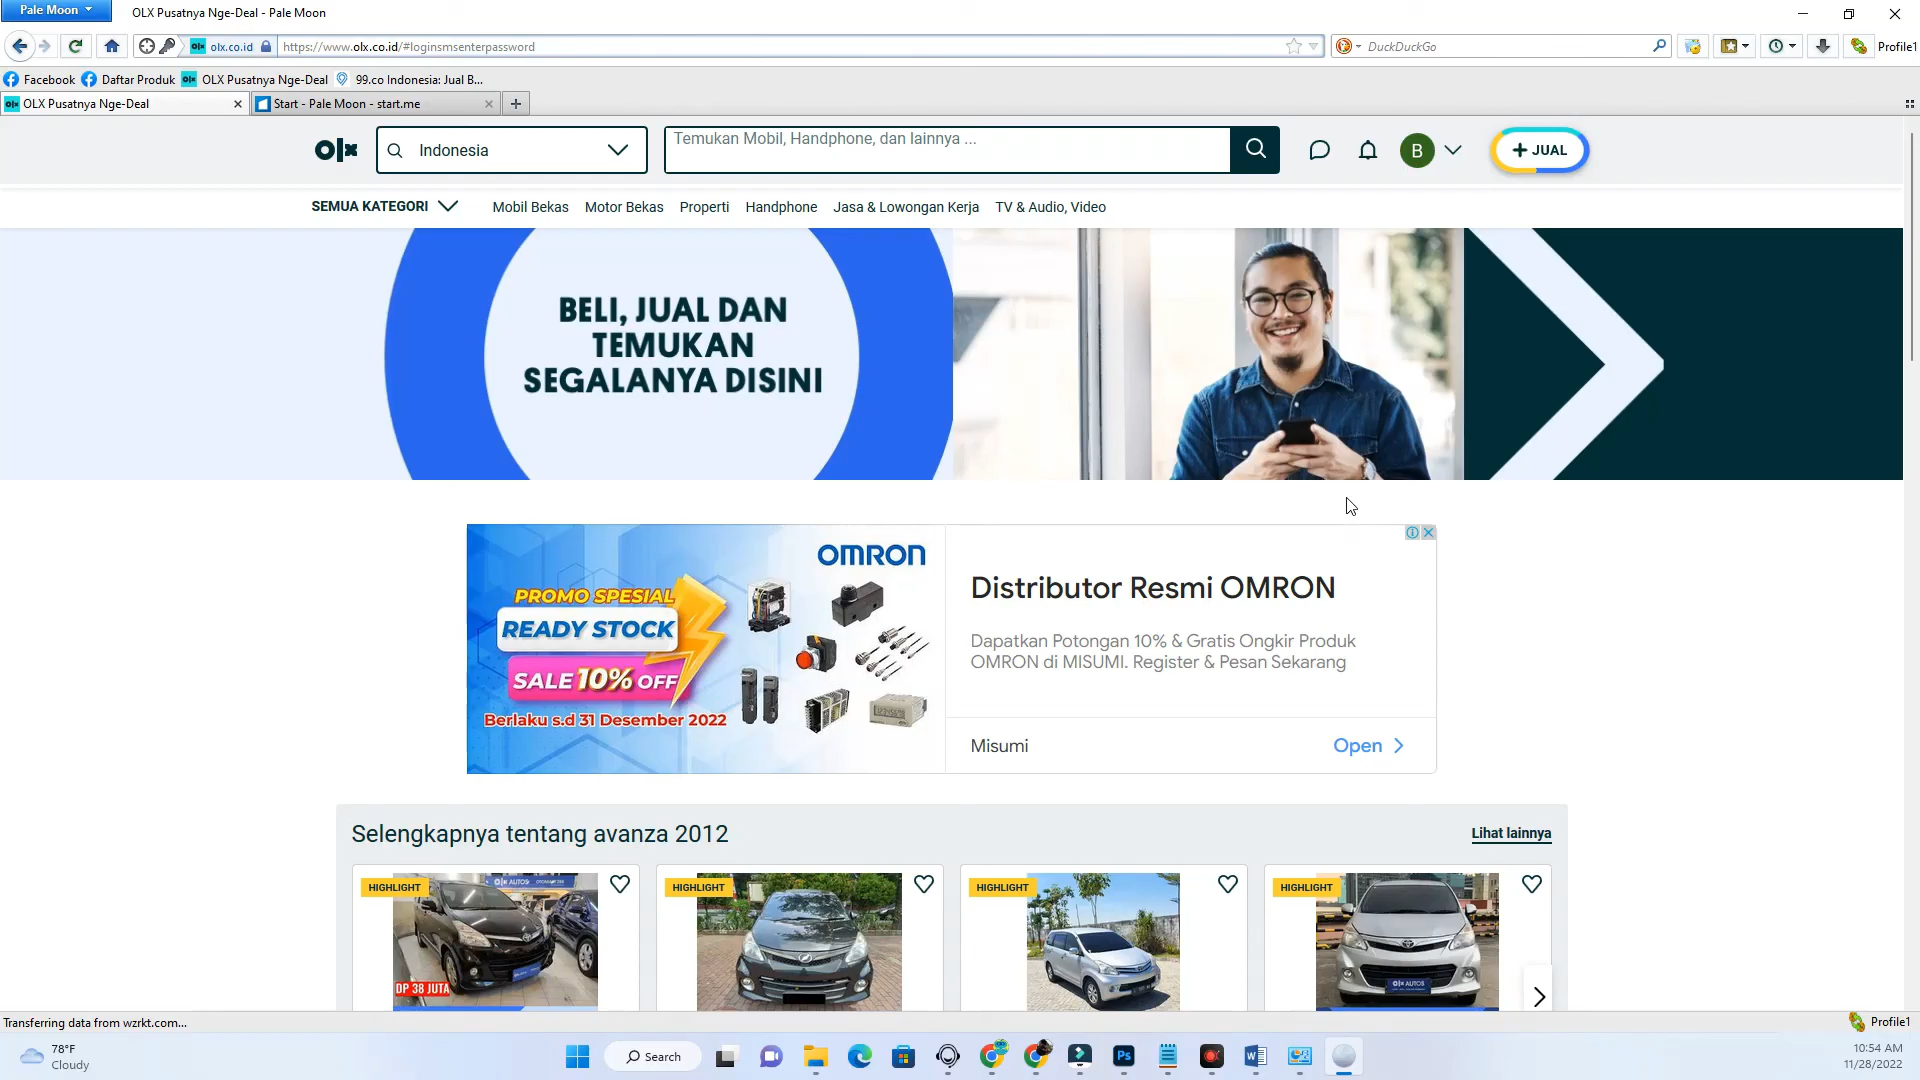 Pale Moon
OLX Pusatnya Nge-Deal - Pale Moon
olx.co.id
https://www.olx.co.id/#loginsmsenterpassword
DuckDuckGo
Profile1
Facebook
Daftar Produk
OLX Pusatnya Nge-Deal
99.co Indonesia: Jual B...
OLX Pusatnya Nge-Deal
Start - Pale Moon - start.me
olx
Indonesia
Temukan Mobil, Handphone, dan lainnya ...
B
+ JUAL
SEMUA KATEGORI
Mobil Bekas
Motor Bekas
Properti
Handphone
Jasa & Lowongan Kerja
TV & Audio, Video
BELI, JUAL DAN
TEMUKAN
SEGALANYA DISINI
OMRON
PROMO SPESIAL
READY STOCK
SALE 10% OFF
Berlaku s.d 31 Desember 2022
Distributor Resmi OMRON
Dapatkan Potongan 10% & Gratis Ongkir Produk
OMRON di MISUMI. Register & Pesan Sekarang
Misumi
Open
Selengkapnya tentang avanza 2012
Lihat lainnya
HIGHLIGHT
HIGHLIGHT
HIGHLIGHT
HIGHLIGHT
OLX AUTOS
DP 38 JUTA
OLX AUTOS
Transferring data from wzrkt.com...
Profile1
78°F
Cloudy
Search
Ps
10:54 AM
11/28/2022